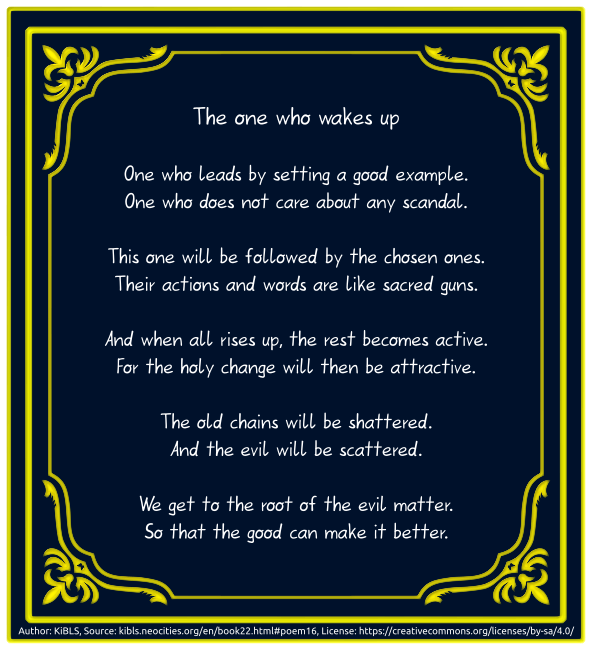 The one who wakes up
One who leads by setting a good example.
One who does not care about any scandal.
This one will be followed by the chosen ones.
Their actions and words are like sacred guns.
And when all rises up, the rest becomes active.
For the holy change will then be attractive.
The old chains will be shattered.
And the evil will be scattered.
We get to the root of the evil matter.
So that the good can make it better.
Author: KiBLS, Source: kibls.neocities.org/en/book22.html#poem16, License: https://creativecommons.org/licenses/by-sa/4.0/